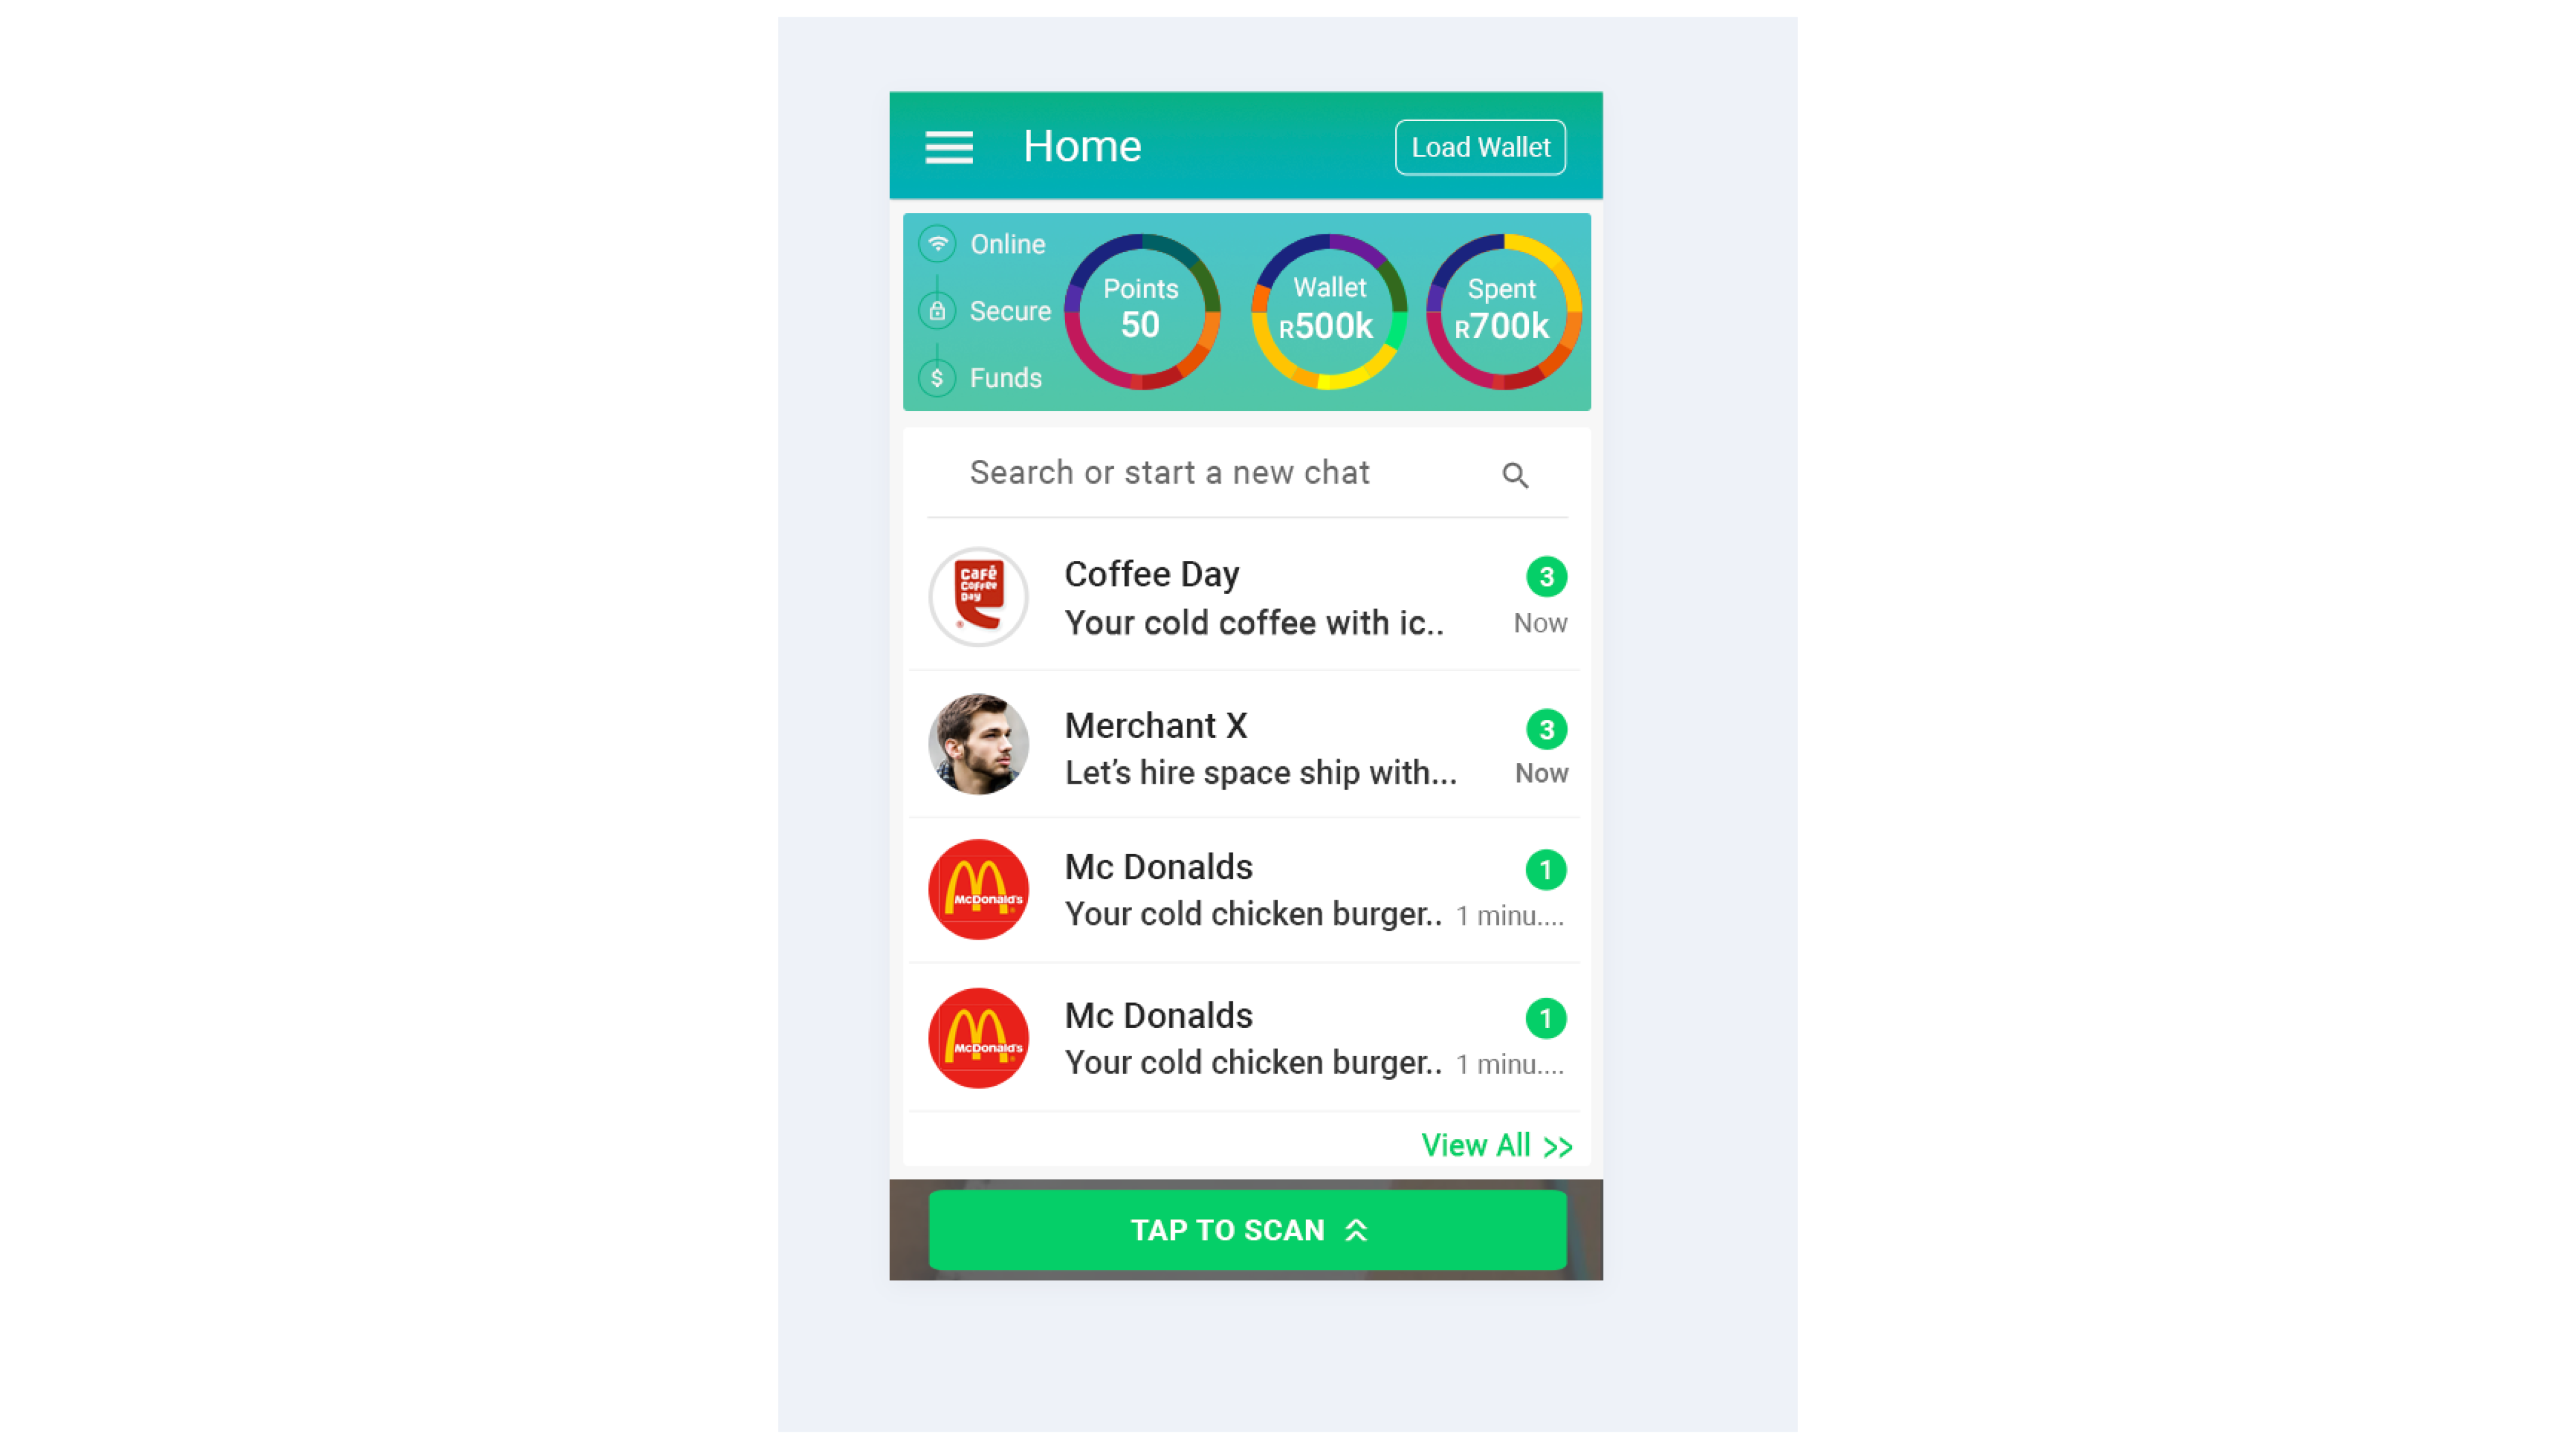 Home
Load Wallet
Online
Secure
$ Funds
Points
50
Wallet
R500k
Spent
R700k
Search or start a new chat
Café
Coffee
Day
®
Coffee Day
3
Your cold coffee with ic..
Now
Merchant X
3
Let’s hire space ship with...
Now
McDonald's
Mc Donalds
1
Your cold chicken burger..
1 minu....
McDonald's
Mc Donalds
1
Your cold chicken burger..
1 minu....
View All >>
TAP TO SCAN